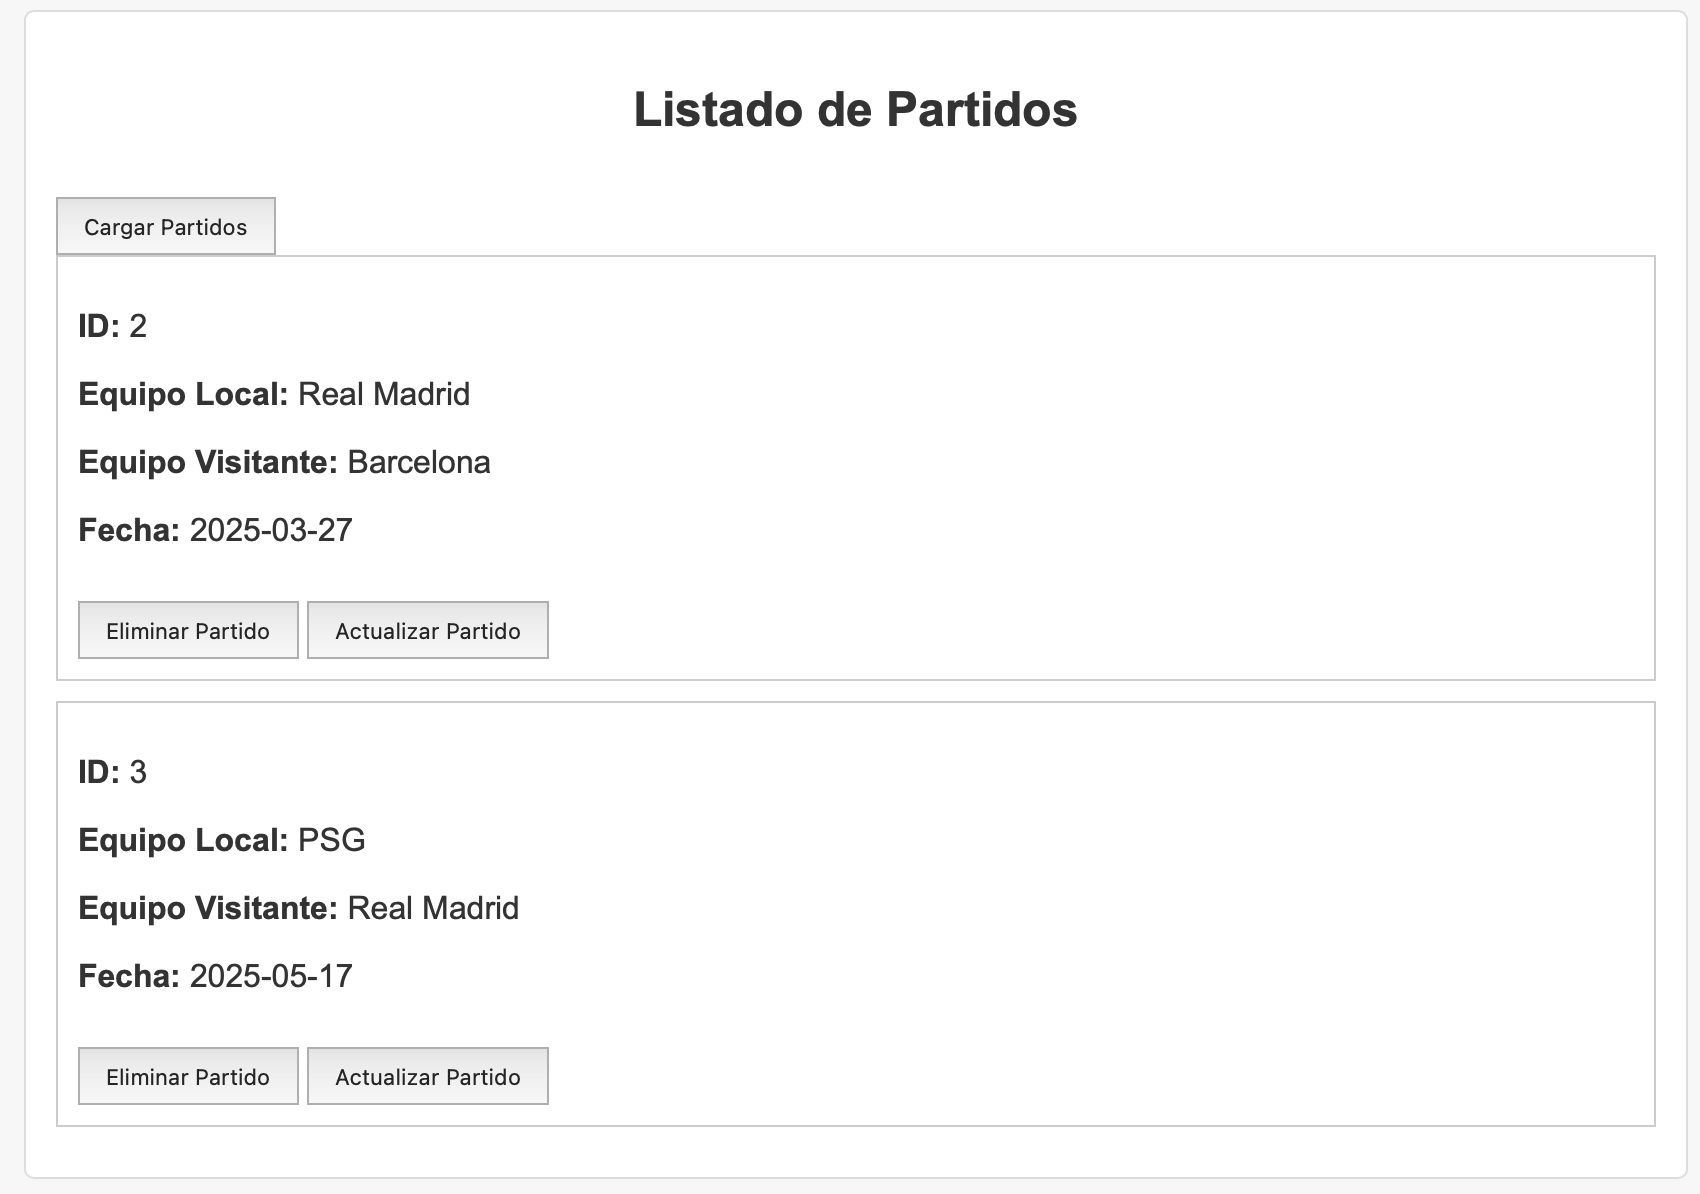 Listado de Partidos
Cargar Partidos
ID: 2
Equipo Local: Real Madrid
Equipo Visitante: Barcelona
Fecha: 2025-03-27
Eliminar Partido Actualizar Partido
ID: 3
Equipo Local: PSG
Equipo Visitante: Real Madrid
Fecha: 2025-05-17
Eliminar Partido Actualizar Partido